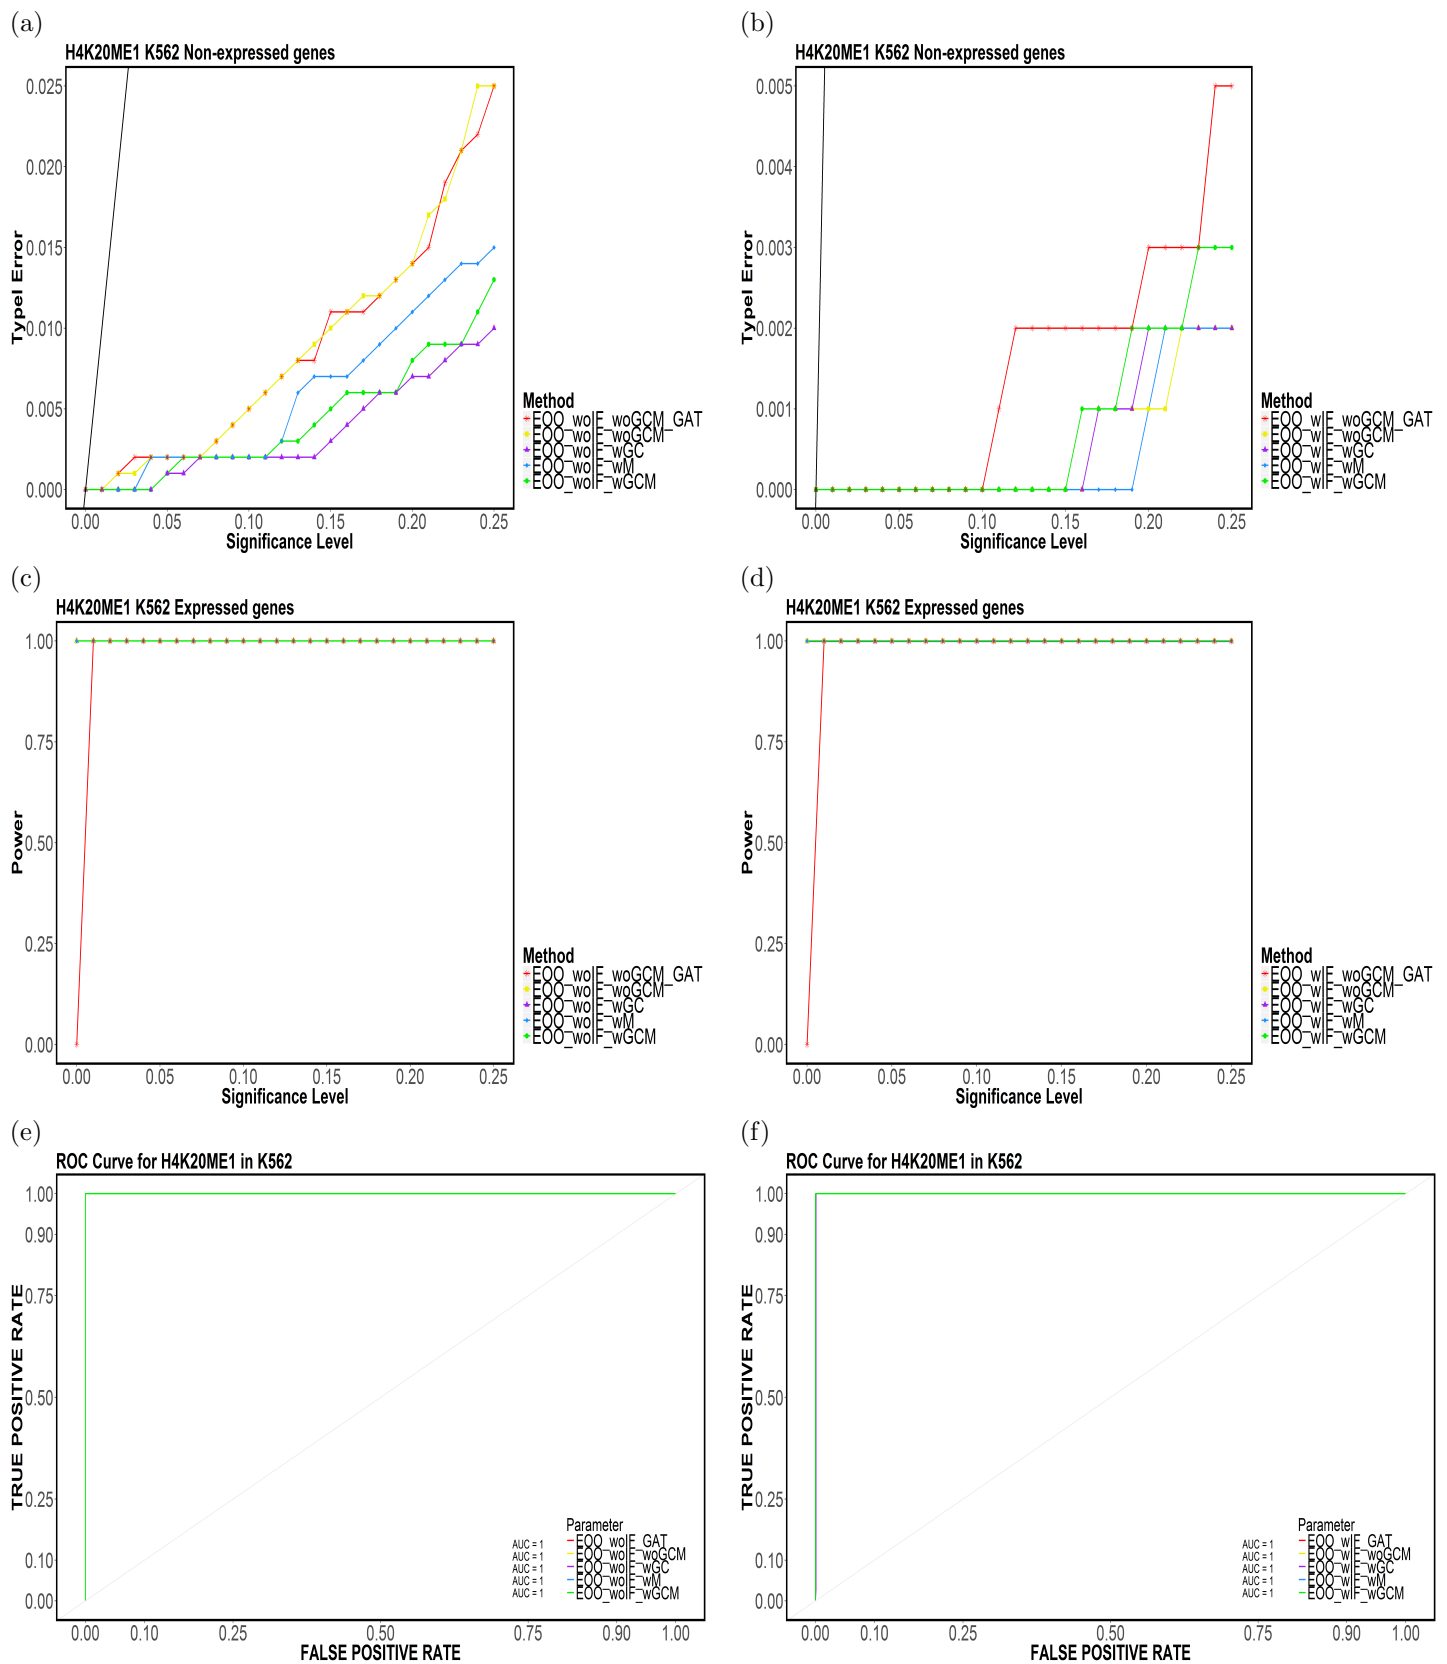 (a)
H4K20ME1 K562 Non-expressed genes
TypeI Error
0.025
0.020
0.015
0.010
0.005
0.000
0.00 0.05 0.10 0.15 0.20 0.25
Significance Level
Method
EOO_woIF_woGCM_GAT
EOO_woIF_woGCM
EOO_woIF_wGC
EOO_woIF_wM
EOO_woIF_wGCM
(b)
H4K20ME1 K562 Non-expressed genes
TypeI Error
0.005
0.004
0.003
0.002
0.001
0.000
0.00 0.05 0.10 0.15 0.20 0.25
Significance Level
Method
EOO_wIF_woGCM_GAT
EOO_wIF_woGCM
EOO_wIF_wGC
EOO_wIF_wM
EOO_wIF_wGCM
(c)
H4K20ME1 K562 Expressed genes
Power
1.00
0.75
0.50
0.25
0.00
0.00 0.05 0.10 0.15 0.20 0.25
Significance Level
Method
EOO_woIF_woGCM_GAT
EOO_woIF_woGCM
EOO_woIF_wGC
EOO_woIF_wM
EOO_woIF_wGCM
(d)
H4K20ME1 K562 Expressed genes
Power
1.00
0.75
0.50
0.25
0.00
0.00 0.05 0.10 0.15 0.20 0.25
Significance Level
Method
EOO_wIF_woGCM_GAT
EOO_wIF_woGCM
EOO_wIF_wGC
EOO_wIF_wM
EOO_wIF_wGCM
(e)
ROC Curve for H4K20ME1 in K562
TRUE POSITIVE RATE
1.00
0.90
0.75
0.50
0.25
0.10
0.00
Parameter
AUC = 1 EOO_woIF_GAT
AUC = 1 EOO_woIF_woGCM
AUC = 1 EOO_woIF_wGC
AUC = 1 EOO_woIF_wM
AUC = 1 EOO_woIF_wGCM
0.00 0.10 0.25 0.50 0.75 0.90 1.00
FALSE POSITIVE RATE
(f)
ROC Curve for H4K20ME1 in K562
TRUE POSITIVE RATE
1.00
0.90
0.75
0.50
0.25
0.10
0.00
Parameter
AUC = 1 EOO_wIF_GAT
AUC = 1 EOO_wIF_woGCM
AUC = 1 EOO_wIF_wGC
AUC = 1 EOO_wIF_wM
AUC = 1 EOO_wIF_wGCM
0.00 0.10 0.25 0.50 0.75 0.90 1.00
FALSE POSITIVE RATE